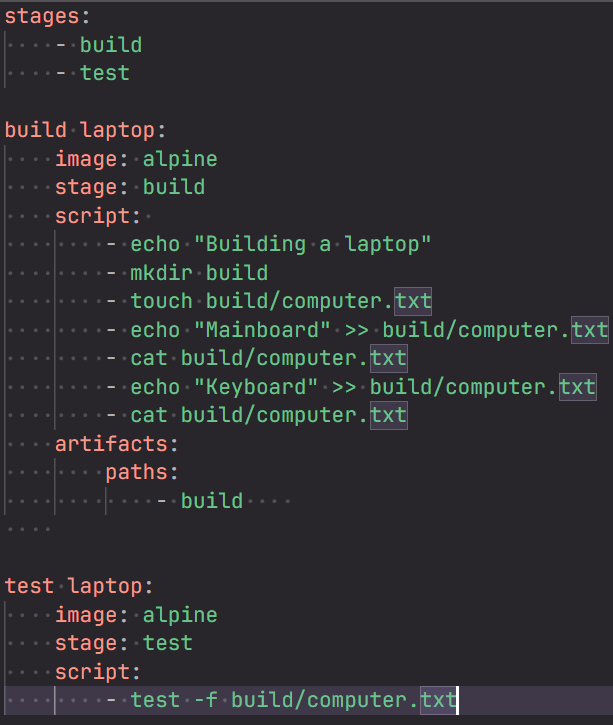 stages:
    - build
    - test

build laptop:
    image: alpine
    stage: build
    script:
        - echo "Building a laptop"
        - mkdir build
        - touch build/computer.txt
        - echo "Mainboard" >> build/computer.txt
        - cat build/computer.txt
        - echo "Keyboard" >> build/computer.txt
        - cat build/computer.txt
    artifacts:
        paths:
            - build

test laptop:
    image: alpine
    stage: test
    script:
        - test -f build/computer.txt